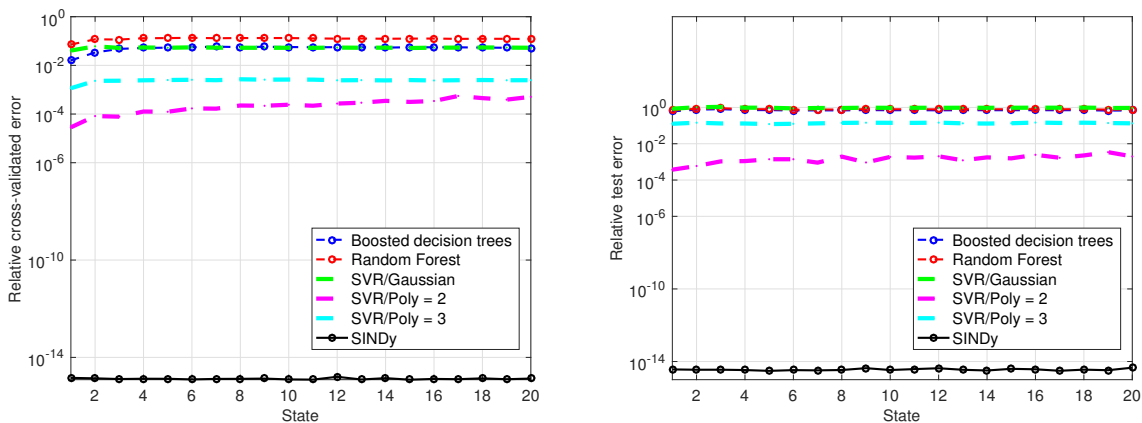 10^0
10^-2
10^-4
10^-6
10^-10
10^-14
Relative cross-validated error
2 4 6 8 10 12 14 16 18 20
State
Boosted decision trees
Random Forest
SVR/Gaussian
SVR/Poly = 2
SVR/Poly = 3
SINDy
10^0
10^-2
10^-4
10^-6
10^-10
10^-14
Relative test error
2 4 6 8 10 12 14 16 18 20
State
Boosted decision trees
Random Forest
SVR/Gaussian
SVR/Poly = 2
SVR/Poly = 3
SINDy